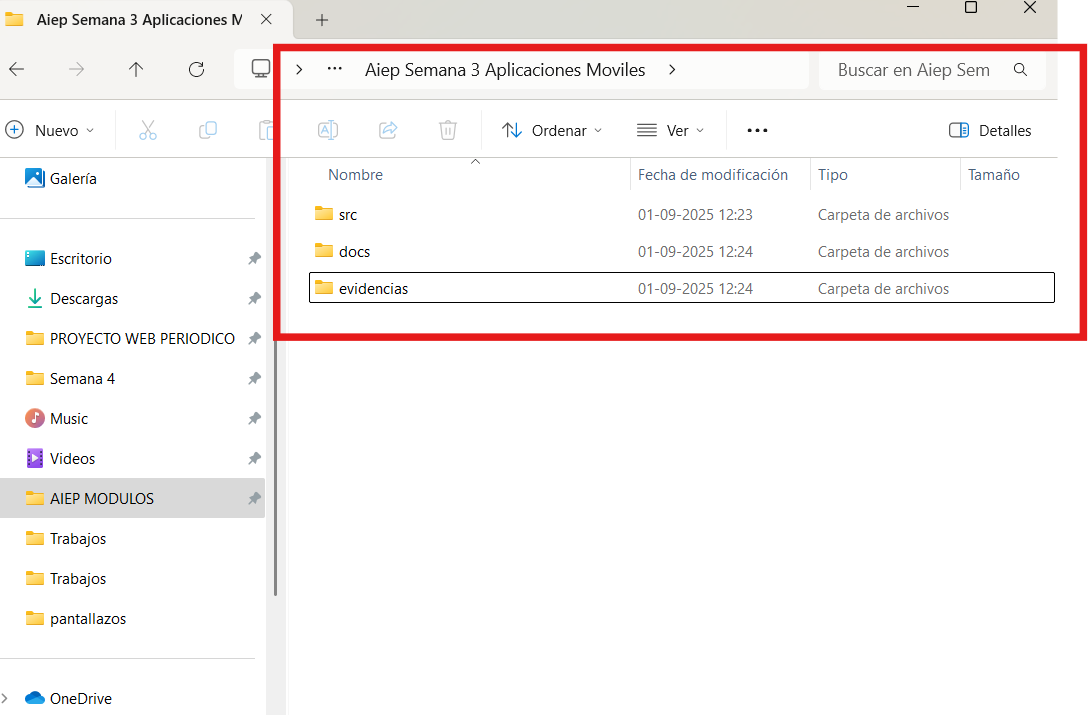 Aiep Semana 3 Aplicaciones M
Aiep Semana 3 Aplicaciones Moviles
Buscar en Aiep Sem
Nuevo
Ordenar
Ver
Detalles
Galería
Escritorio
Descargas
PROYECTO WEB PERIODICO
Semana 4
Music
Videos
AIEP MODULOS
Trabajos
Trabajos
pantallazos
OneDrive
Nombre Fecha de modificación Tipo Tamaño
src 01-09-2025 12:23 Carpeta de archivos
docs 01-09-2025 12:24 Carpeta de archivos
evidencias 01-09-2025 12:24 Carpeta de archivos